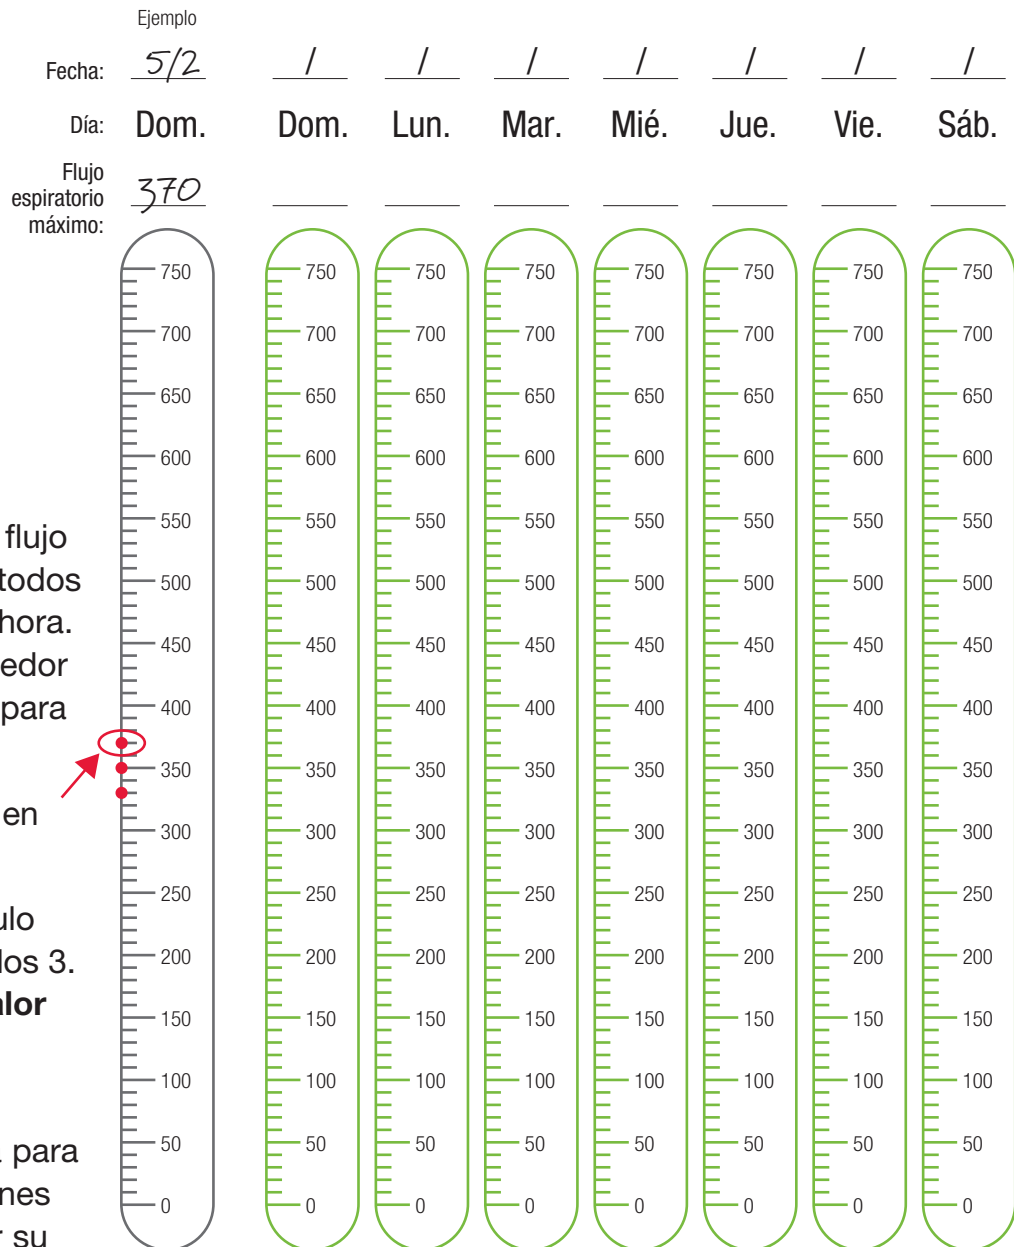 Ejemplo
Fecha: 5/2 / / / / / / /
Día: Dom. Dom. Lun. Mar. Mié. Jue. Vie. Sáb.
Flujo
espiratorio
máximo: 370
750 750 750 750 750 750 750 750
700 700 700 700 700 700 700 700
650 650 650 650 650 650 650 650
600 600 600 600 600 600 600 600
550 550 550 550 550 550 550 550
500 500 500 500 500 500 500 500
450 450 450 450 450 450 450 450
400 400 400 400 400 400 400 400
350 350 350 350 350 350 350 350
300 300 300 300 300 300 300 300
250 250 250 250 250 250 250 250
200 200 200 200 200 200 200 200
150 150 150 150 150 150 150 150
100 100 100 100 100 100 100 100
50 50 50 50 50 50 50 50
0 0 0 0 0 0 0 0
flujo
todos
hora.
edor
para
en
ulo
los 3.
alor
para
nes
r su